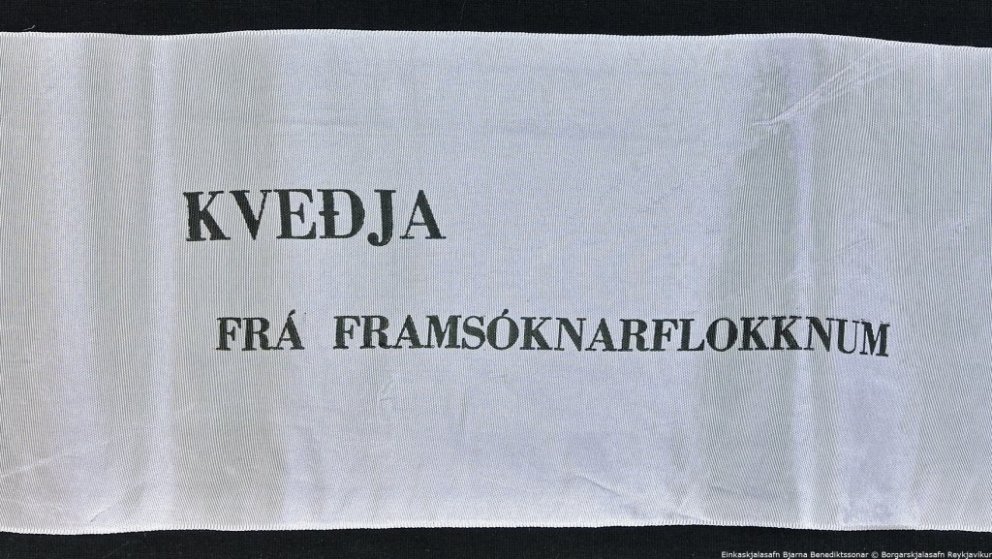 KVEÐJA
FRÁ FRAMSÓKNARFLOKKNUM
Einkaskjalasafn Bjarna Benediktssonar © Borgarskjalasafn Reykjavíkur